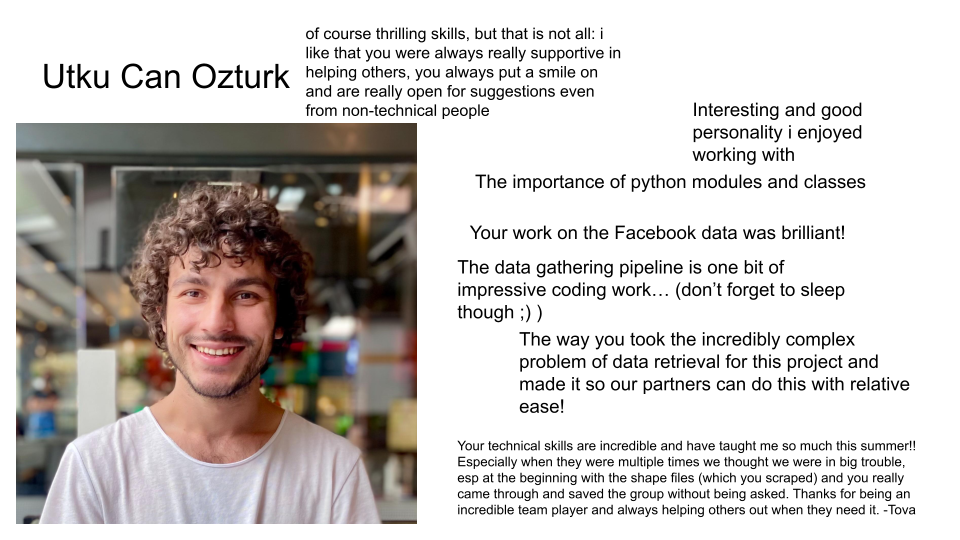 Utku Can Ozturk
of course thrilling skills, but that is not all: i
like that you were always really supportive in
helping others, you always put a smile on
and are really open for suggestions even
from non-technical people
Interesting and good
personality i enjoyed
working with
The importance of python modules and classes
Your work on the Facebook data was brilliant!
The data gathering pipeline is one bit of
impressive coding work… (don’t forget to sleep
though ;) )
The way you took the incredibly complex
problem of data retrieval for this project and
made it so our partners can do this with relative
ease!
Your technical skills are incredible and have taught me so much this summer!!
Especially when they were multiple times we thought we were in big trouble,
esp at the beginning with the shape files (which you scraped) and you really
came through and saved the group without being asked. Thanks for being an
incredible team player and always helping others out when they need it. -Tova